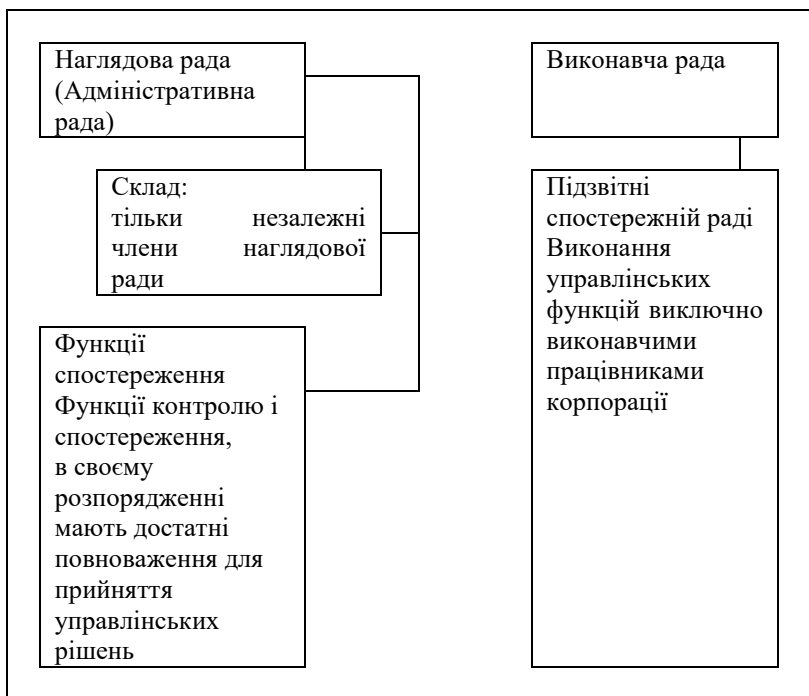 Наглядова рада
(Адміністративна
рада)
Виконавча рада
Склад:
тільки незалежні
члени наглядової
ради
Підзвітні
спостережній раді
Виконання
управлінських
функцій виключно
виконавчими
працівниками
корпорації
Функції
спостереження
Функції контролю і
спостереження,
в своєму
розпорядженні
мають достатні
повноваження для
прийняття
управлінських
рішень